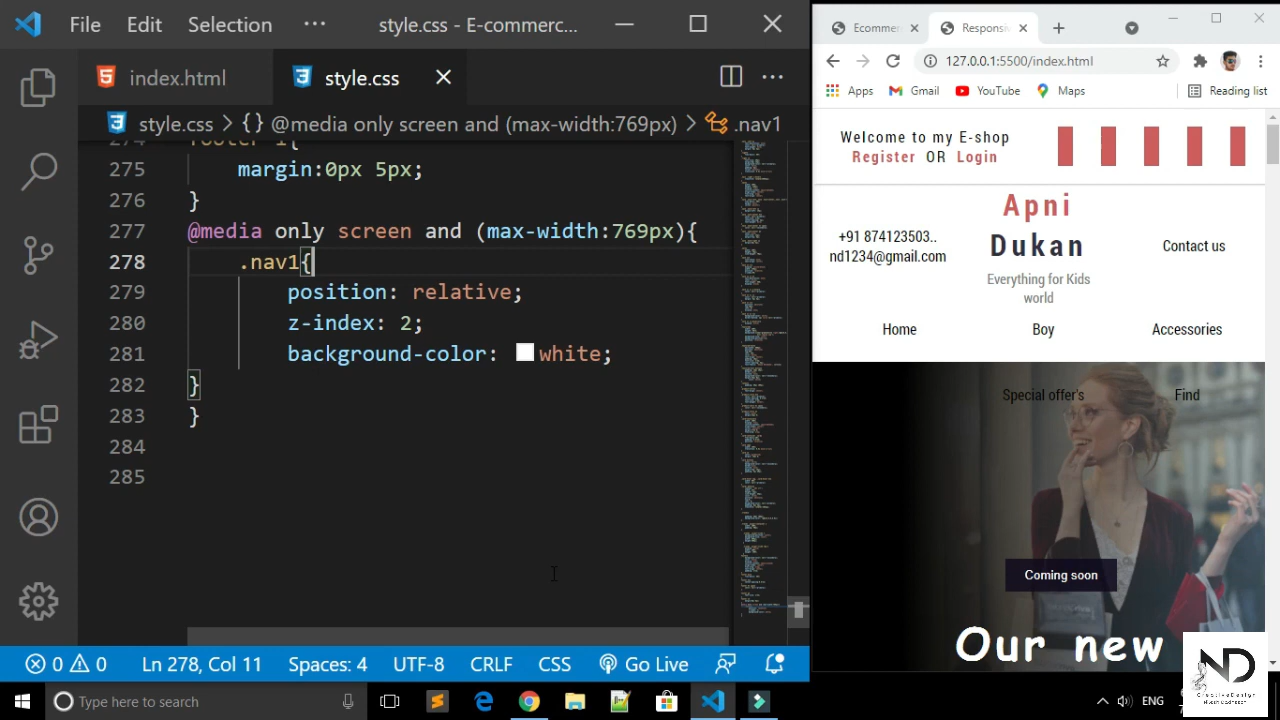 File Edit Selection ··· style.css - E-commerc...
index.html style.css
style.css > {} @media only screen and (max-width:769px) > .nav1
274 footer i{
275 margin:0px 5px;
276 }
277 @media only screen and (max-width:769px){
278 .nav1{
279 position: relative;
280 z-index: 2;
281 background-color: white;
282 }
283 }
284
285
0 0 Ln 278, Col 11 Spaces: 4 UTF-8 CRLF CSS Go Live
Type here to search
Ecommer Responsi
127.0.0.1:5500/index.html
Apps Gmail YouTube Maps Reading list
Welcome to my E-shop
Register OR Login
+91 874123503..
nd1234@gmail.com
Apni
Dukan
Everything for Kids
world
Contact us
Home Boy Accessories
Special offer's Find
Coming soon
Our new
ND
ENG